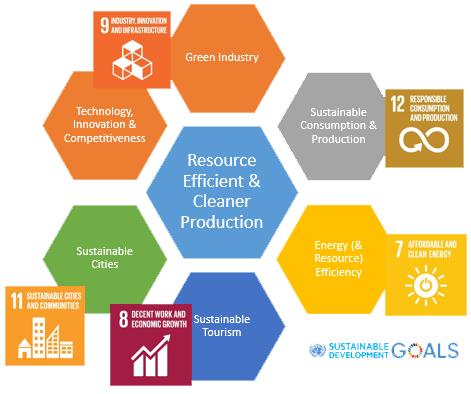 9 INDUSTRY, INNOVATION
AND INFRASTRUCTURE
Green Industry
Technology,
Innovation &
Competitiveness
Sustainable
Consumption &
Production
12 RESPONSIBLE
CONSUMPTION
AND PRODUCTION
Resource
Efficient &
Cleaner
Production
Sustainable
Cities
Energy (&
Resource)
Efficiency
7 AFFORDABLE AND
CLEAN ENERGY
11 SUSTAINABLE CITIES
AND COMMUNITIES
8 DECENT WORK AND
ECONOMIC GROWTH
Sustainable
Tourism
SUSTAINABLE
DEVELOPMENT
GOALS